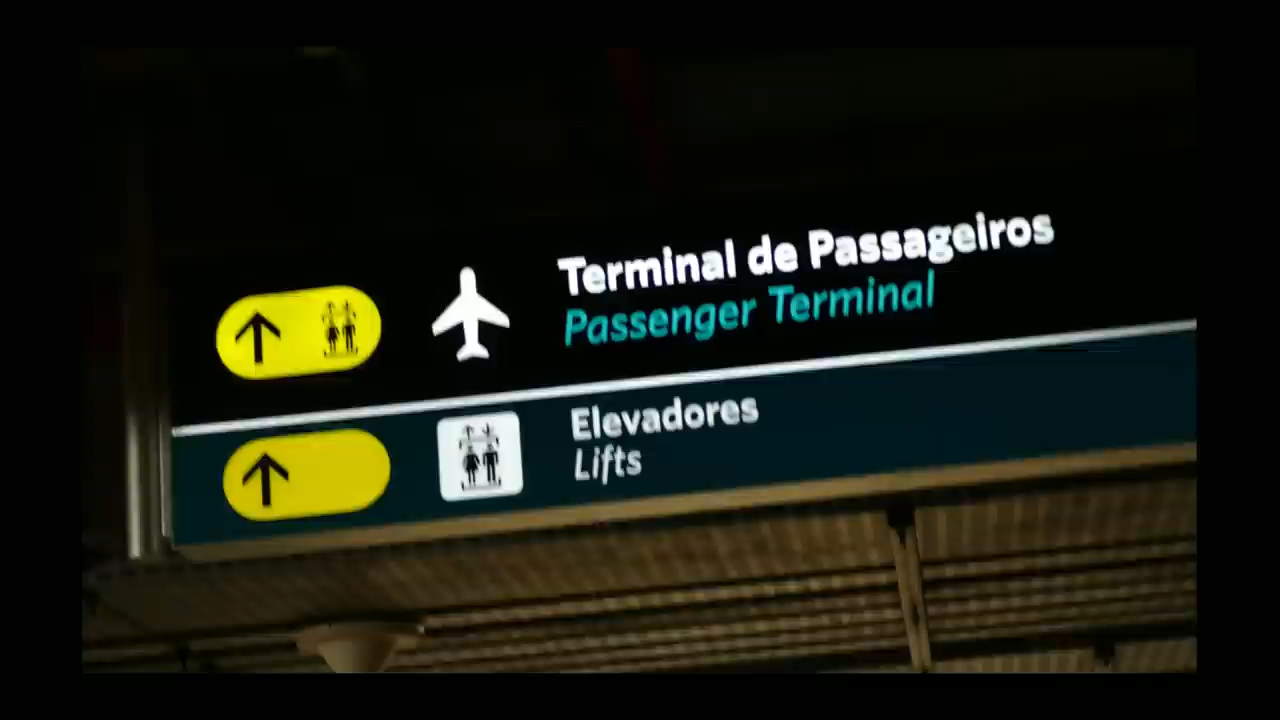 Terminal de Passageiros
Passenger Terminal
Elevadores
Lifts